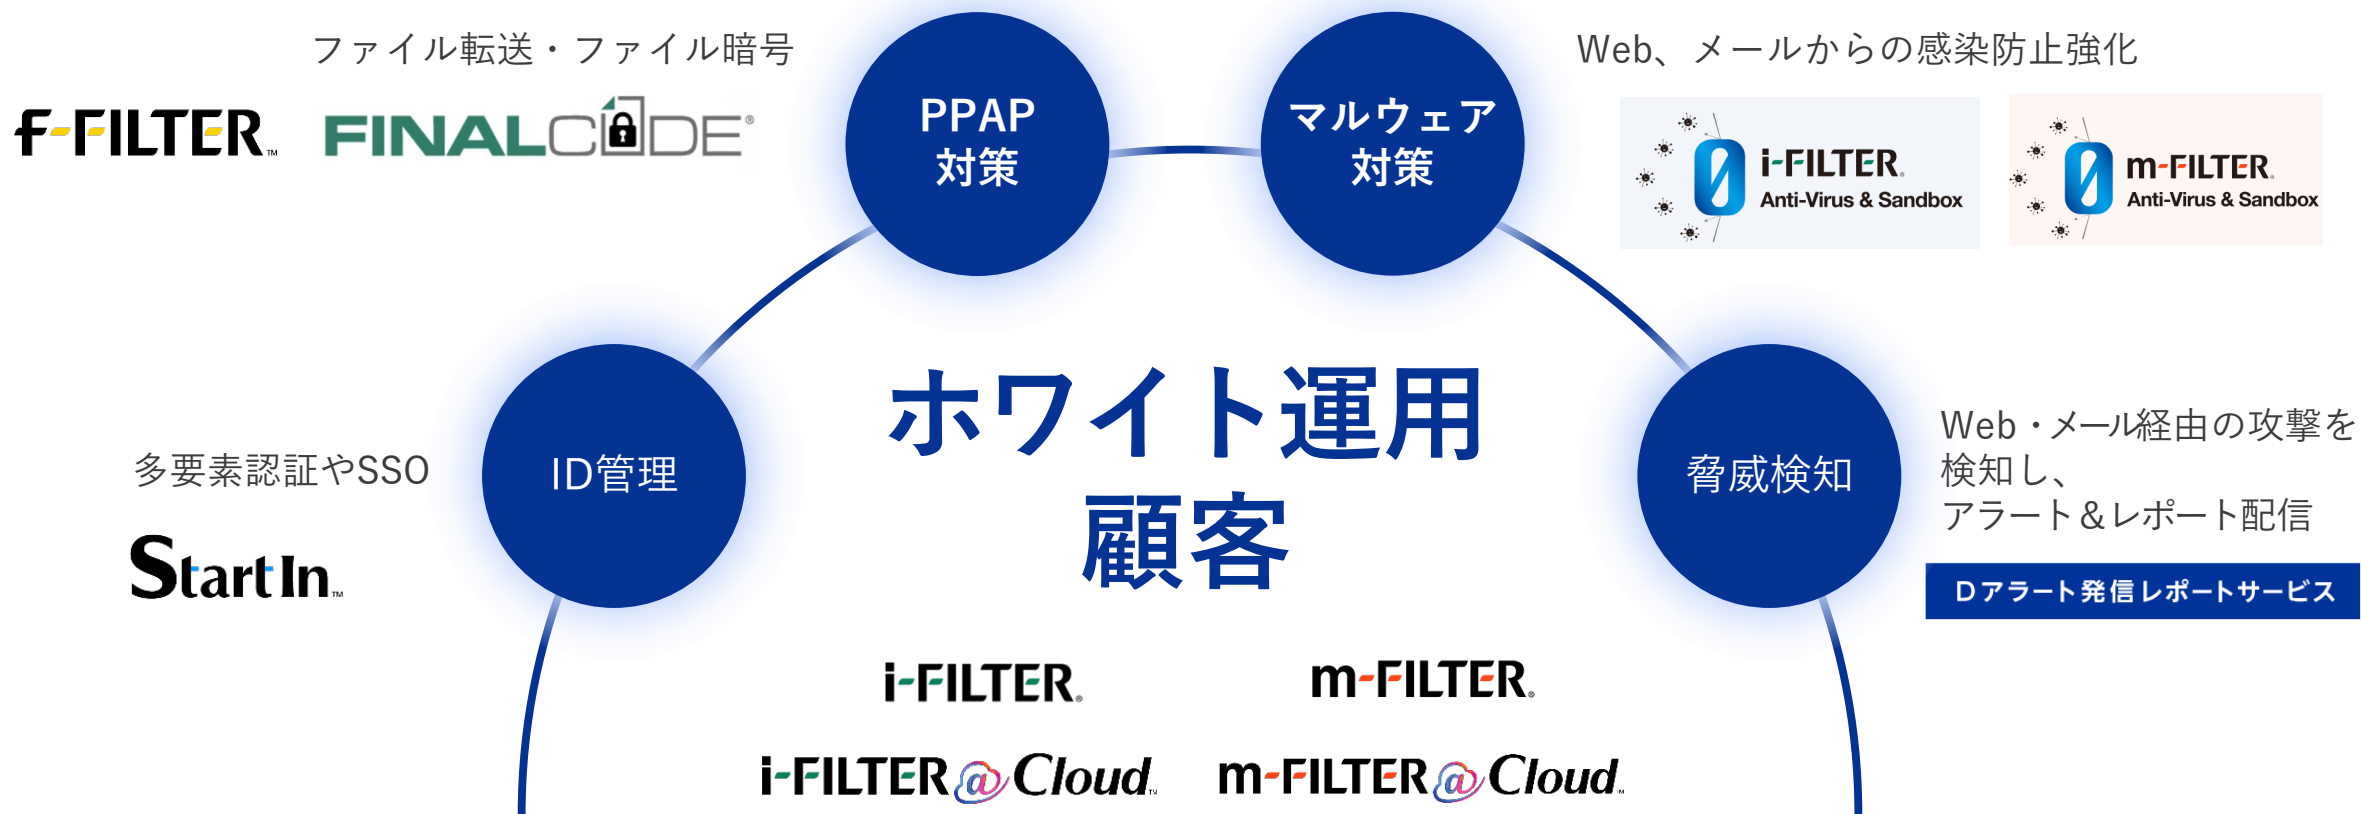 ファイル転送・ファイル暗号
f-FILTER™
FINALCODE®
PPAP
対策
マルウェア
対策
Web、メールからの感染防止強化
i-FILTER®
Anti-Virus & Sandbox
m-FILTER®
Anti-Virus & Sandbox
多要素認証やSSO
StartIn™
ID管理
ホワイト運用
顧客
脅威検知
Web・メール経由の攻撃を
検知し、
アラート＆レポート配信
Dアラート発信レポートサービス
i-FILTER®
m-FILTER®
i-FILTER@Cloud™
m-FILTER@Cloud™